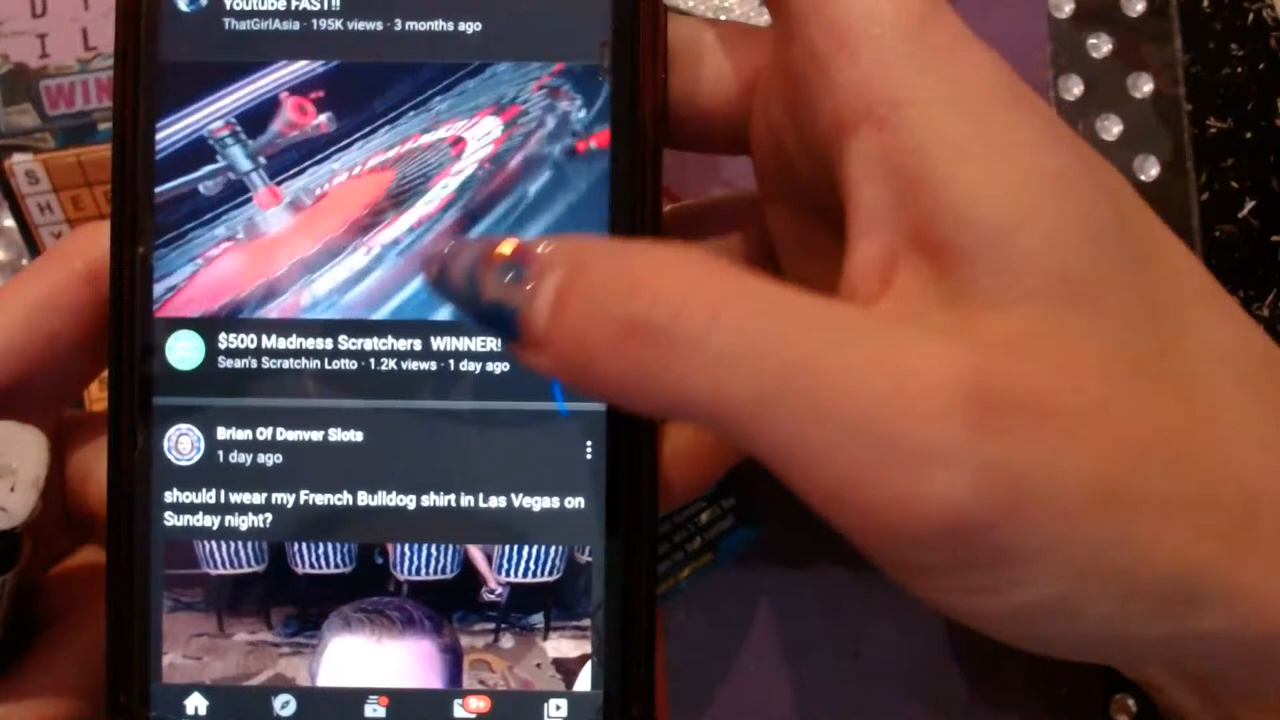 Youtube FAST!!
ThatGirlAsia · 195K views · 3 months ago
$500 Madness Scratchers WINNER!
Sean's Scratchin Lotto · 1.2K views · 1 day ago
Brian Of Denver Slots
1 day ago
should I wear my French Bulldog shirt in Las Vegas on
Sunday night?
9+
I L
WIN
S
H E